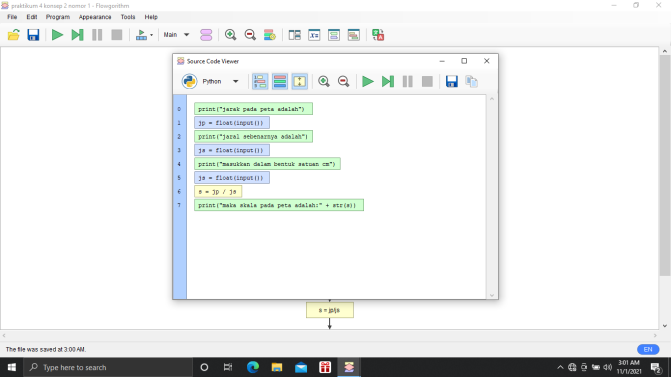 praktikum 4 konsep 2 nomor 1 - Flowgorithm
File Edit Program Appearance Tools Help
Main
Source Code Viewer
Python
0 print("jarak pada peta adalah")
1 jp = float(input())
2 print("jaral sebenarnya adalah")
3 js = float(input())
4 print("masukkan dalam bentuk satuan cm")
5 js = float(input())
6 s = jp / js
7 print("maka skala pada peta adalah:" + str(s))
s = jp/js
The file was saved at 3:00 AM.
EN
Type here to search
3:01 AM
11/1/2021
2